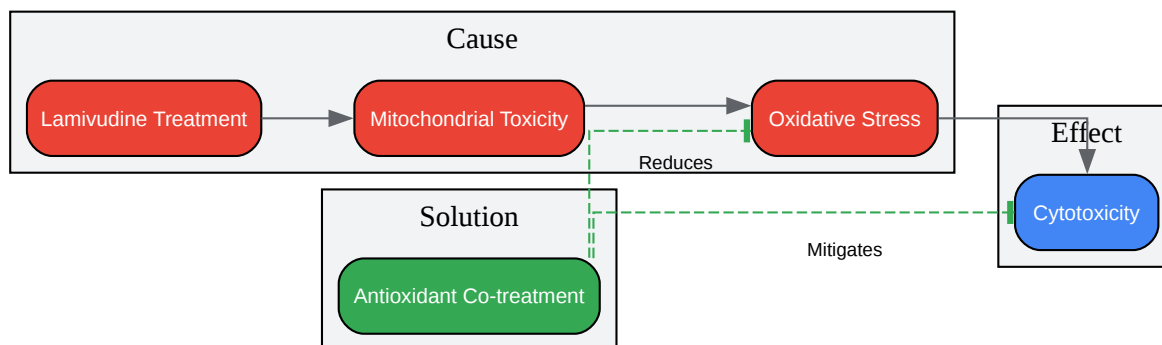 Cause
Lamivudine Treatment
Mitochondrial Toxicity
Oxidative Stress
Reduces
Effect
Cytotoxicity
Solution
Mitigates
Antioxidant Co-treatment